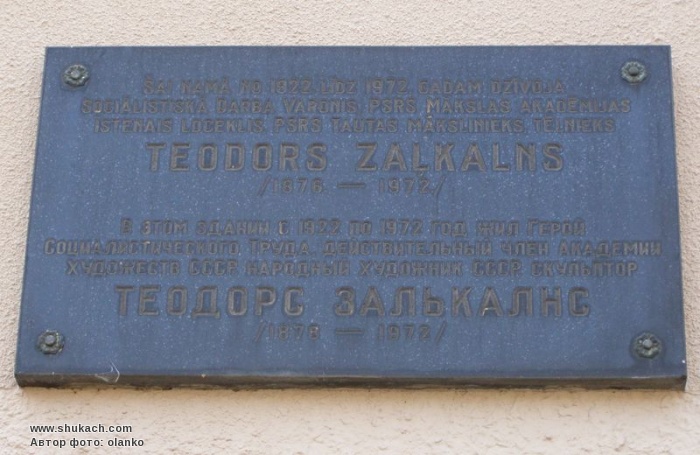 ŠAI NAMĀ NO 1922. LĪDZ 1972. GADAM DZĪVOJA
SOCIĀLISTISKĀ DARBA VARONIS, PSRS MĀKSLAS AKADĒMIJAS
ĪSTENAIS LOCEKLIS, PSRS TAUTAS MĀKSLINIEKS, TĒLNIEKS
TEODORS ZAĻKALNS
/1876 — 1972/
В ЭТОМ ЗДАНИИ С 1922 ПО 1972 ГОД ЖИЛ ГЕРОЙ
СОЦИАЛИСТИЧЕСКОГО ТРУДА, ДЕЙСТВИТЕЛЬНЫЙ ЧЛЕН АКАДЕМИИ
ХУДОЖЕСТВ СССР, НАРОДНЫЙ ХУДОЖНИК СССР, СКУЛЬПТОР
ТЕОДОРС ЗАЛЬКАЛНС
/1876 — 1972/
www.shukach.com
Автор фото: olanko